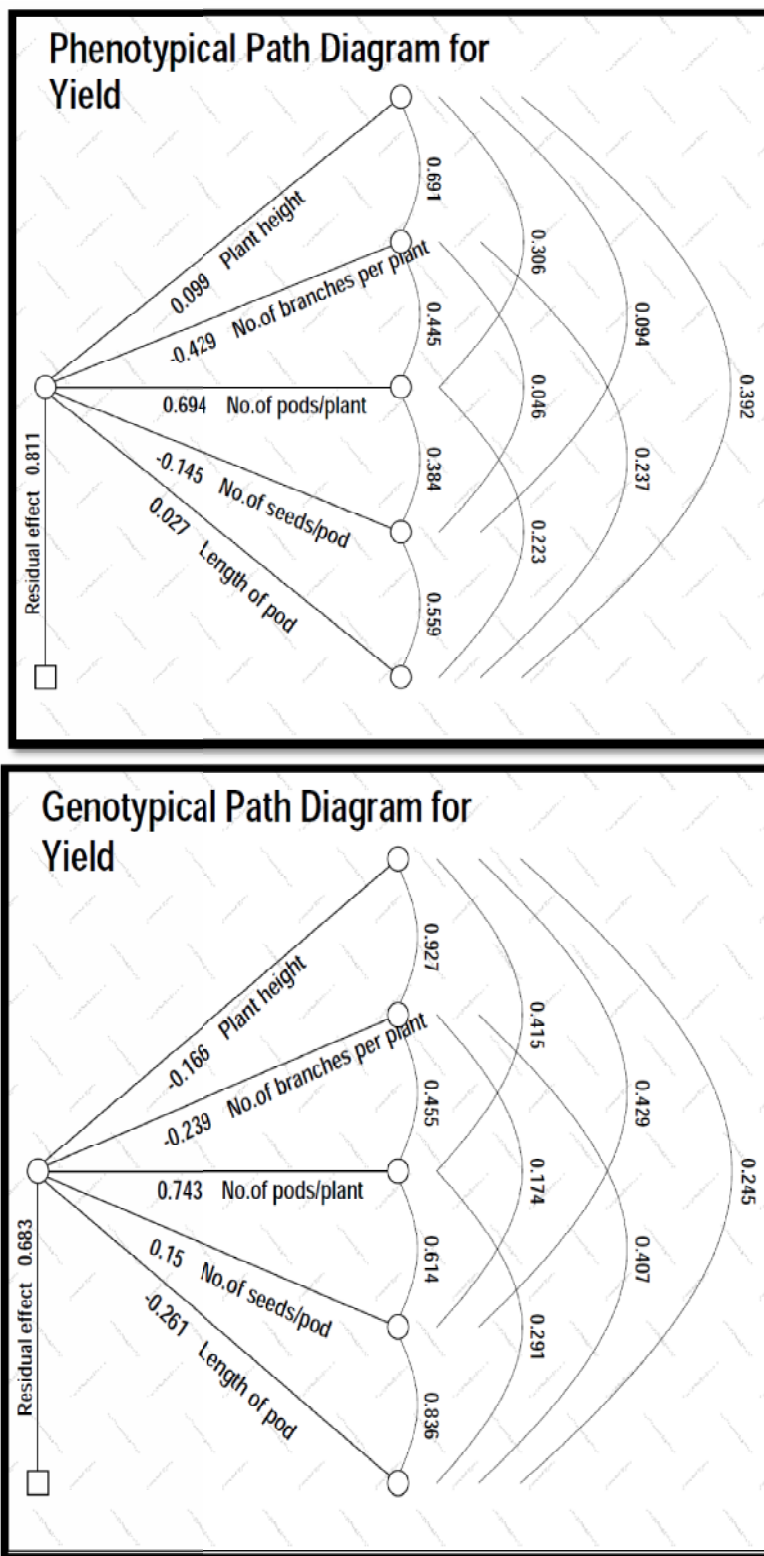 Phenotypical Path Diagram for
Yield
0.691
0.306
0.094
0.392
0.099 Plant height
-0.429 No.of branches per plant
0.445
0.046
0.694 No.of pods/plant
0.384
0.237
-0.145 No.of seeds/pod
0.223
0.027 Length of pod
0.559
Residual effect 0.811
Genotypical Path Diagram for
Yield
0.927
0.415
0.429
0.245
-0.166 Plant height
-0.239 No.of branches per plant
0.455
0.174
0.743 No.of pods/plant
0.614
0.407
0.15 No.of seeds/pod
0.291
-0.261 Length of pod
0.836
Residual effect 0.683